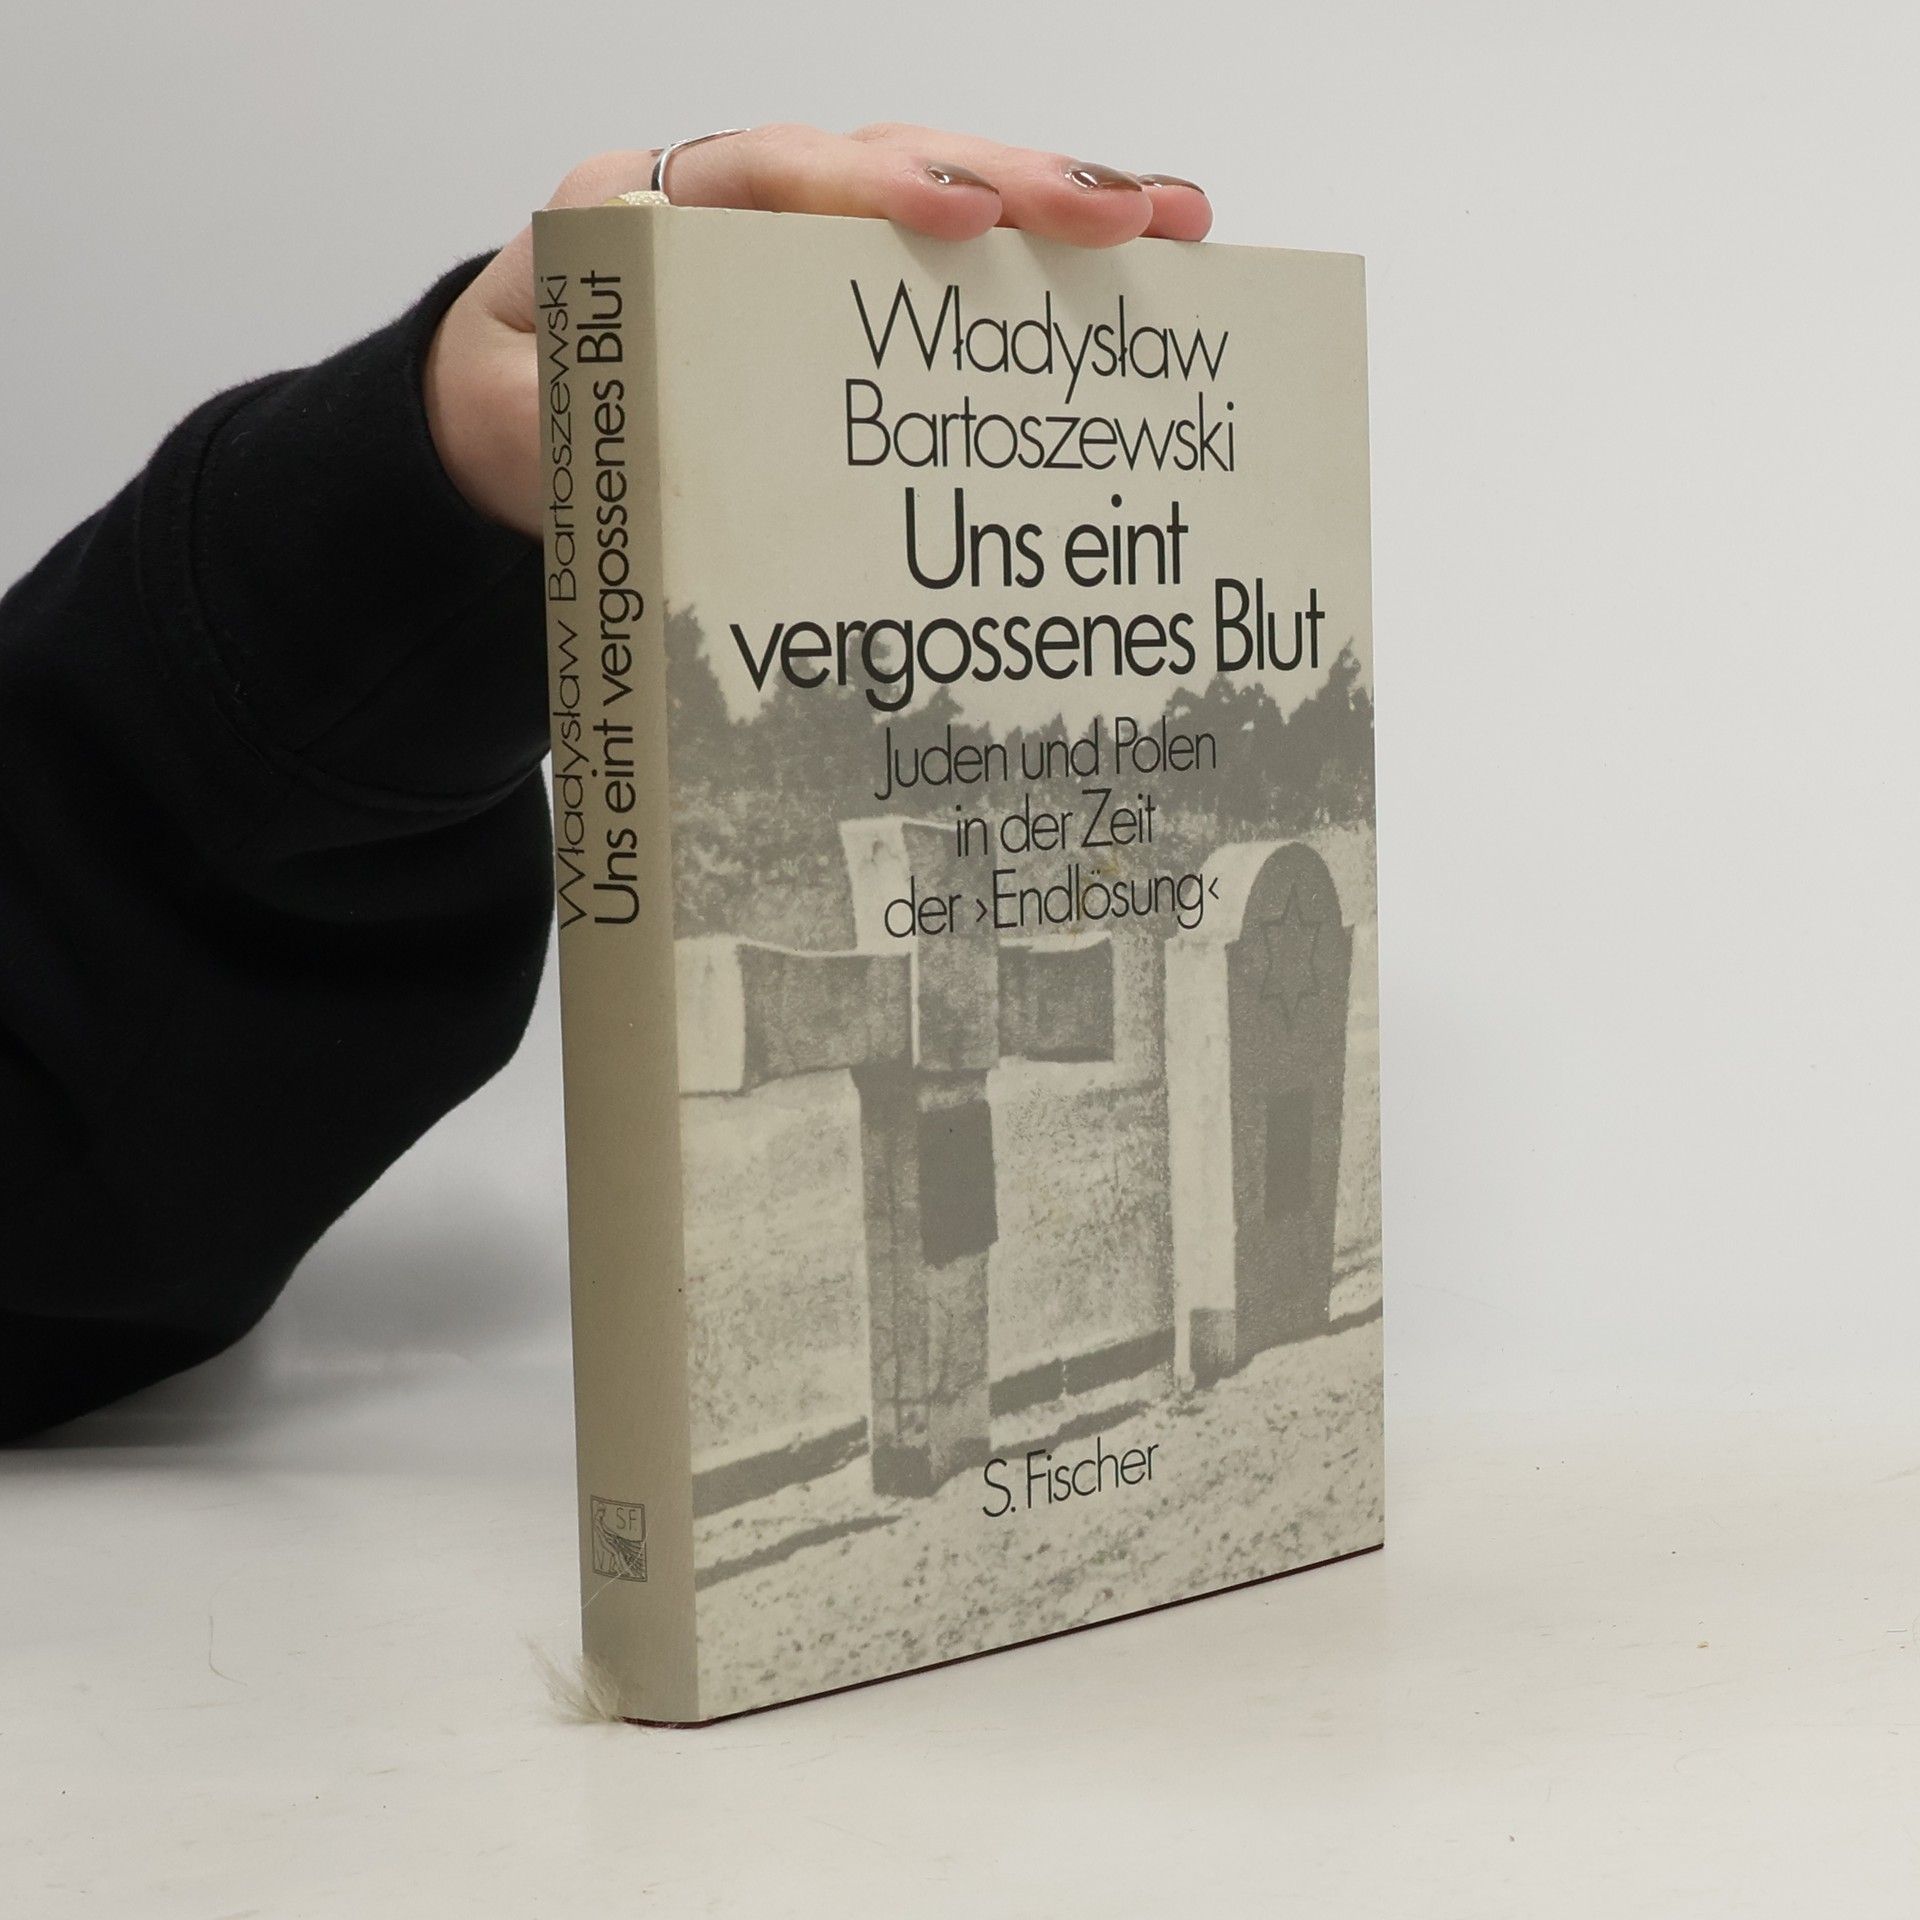 Władysław Bartoszewski
Uns eint vergossenes Blut
SF
Władysław
Bartoszewski
Uns eint
vergossenes Blut
Juden und Polen
in der Zeit
der ›Endlösung‹
S. Fischer